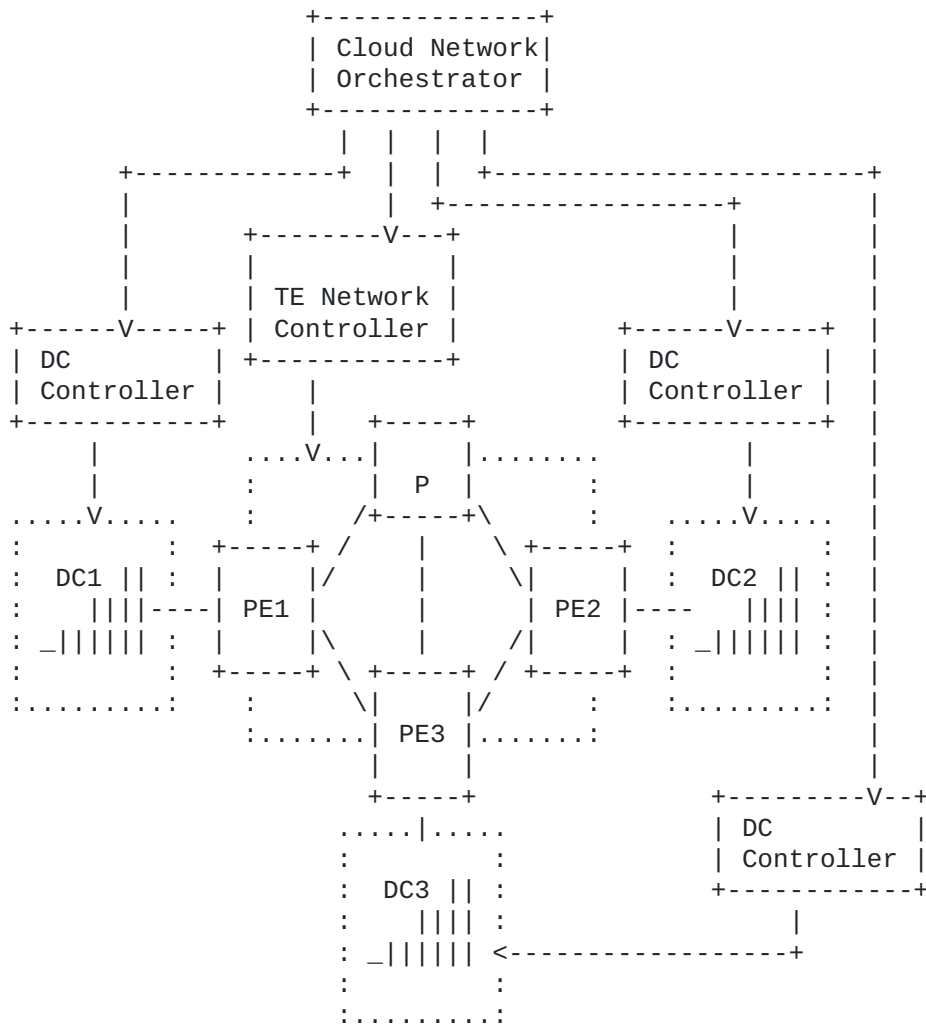 Cloud Network
Orchestrator
TE Network
Controller
DC
Controller
DC
Controller
P
DC1
PE1
PE2
DC2
PE3
DC
Controller
DC3